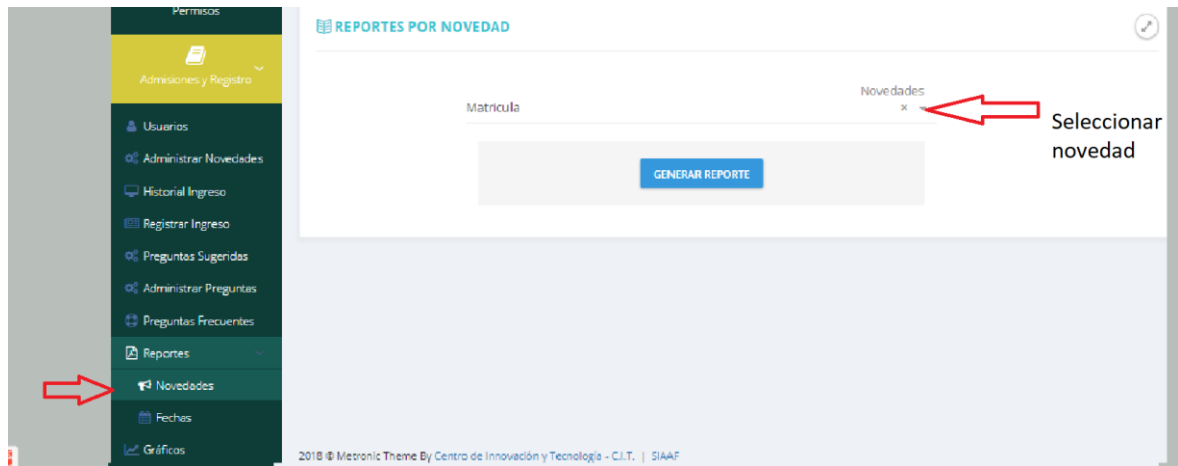 Permisos
Admisiones y Registro
Usuarios
Administrar Novedades
Historial Ingreso
Registrar Ingreso
Preguntas Sugeridas
Administrar Preguntas
Preguntas Frecuentes
Reportes
Novedades
Fechas
Gráficos
REPORTES POR NOVEDAD
Novedades
Matricula
×
GENERAR REPORTE
Seleccionar
novedad
2018 © Metronic Theme By Centro de Innovación y Tecnología - C.I.T. | SIAAF